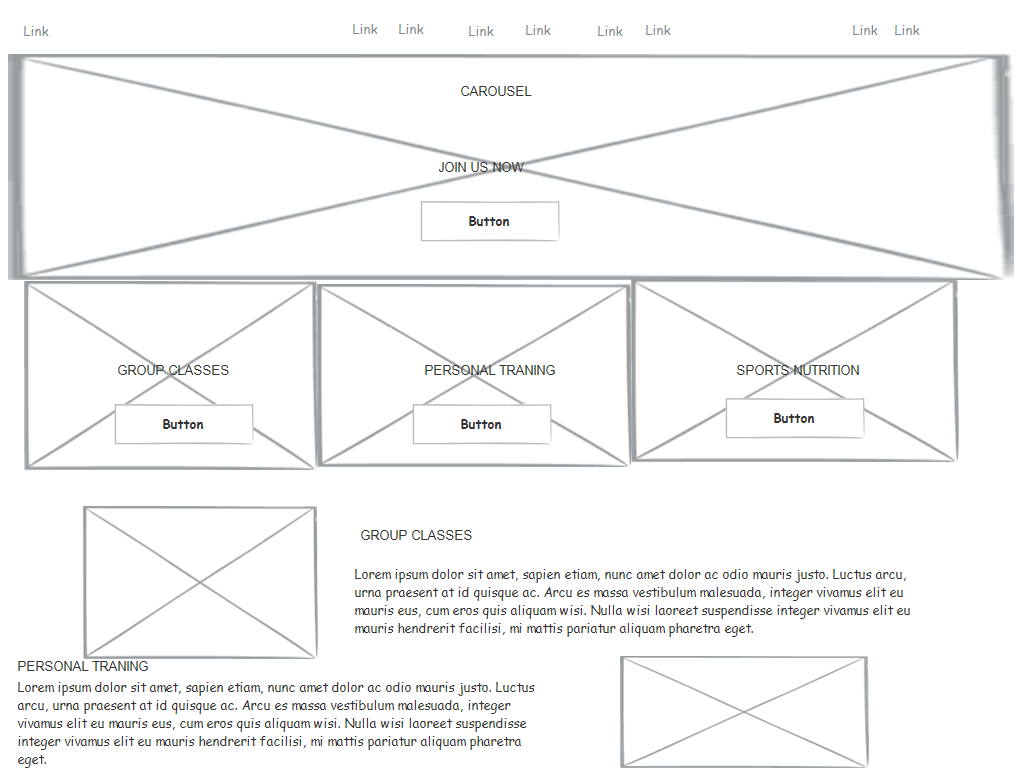 Link Link Link Link Link Link Link Link Link
CAROUSEL
JOIN US NOW
Button
GROUP CLASSES PERSONAL TRANING SPORTS NUTRITION
Button Button Button
GROUP CLASSES
Lorem ipsum dolor sit amet, sapien etiam, nunc amet dolor ac odio mauris justo. Luctus arcu,
urna praesent at id quisque ac. Arcu es massa vestibulum malesuada, integer vivamus elit eu
mauris eus, cum eros quis aliquam wisi. Nulla wisi laoreet suspendisse integer vivamus elit eu
mauris hendrerit facilisi, mi mattis pariatur aliquam pharetra eget.
PERSONAL TRANING
Lorem ipsum dolor sit amet, sapien etiam, nunc amet dolor ac odio mauris justo. Luctus
arcu, urna praesent at id quisque ac. Arcu es massa vestibulum malesuada, integer
vivamus elit eu mauris eus, cum eros quis aliquam wisi. Nulla wisi laoreet suspendisse
integer vivamus elit eu mauris hendrerit facilisi, mi mattis pariatur aliquam pharetra
eget.